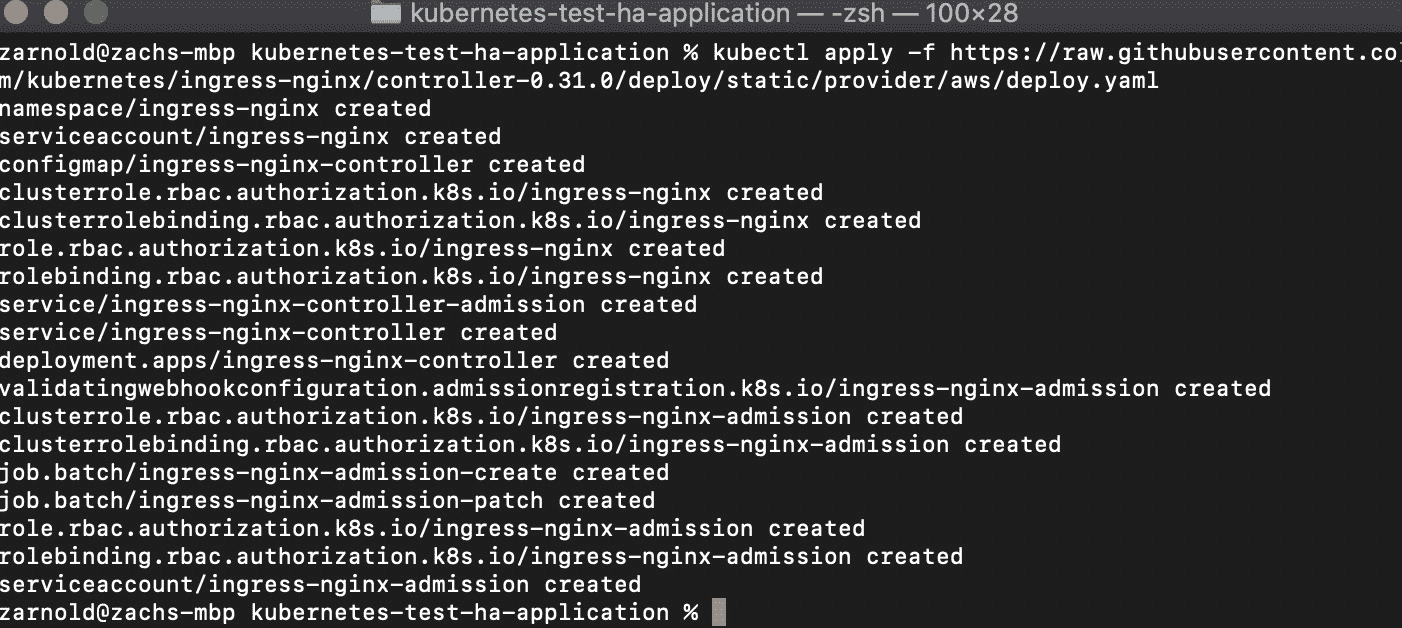 kubernetes-test-ha-application — -zsh — 100×28
zarnold@zachs-mbp kubernetes-test-ha-application % kubectl apply -f https://raw.githubusercontent.co
m/kubernetes/ingress-nginx/controller-0.31.0/deploy/static/provider/aws/deploy.yaml
namespace/ingress-nginx created
serviceaccount/ingress-nginx created
configmap/ingress-nginx-controller created
clusterrole.rbac.authorization.k8s.io/ingress-nginx created
clusterrolebinding.rbac.authorization.k8s.io/ingress-nginx created
role.rbac.authorization.k8s.io/ingress-nginx created
rolebinding.rbac.authorization.k8s.io/ingress-nginx created
service/ingress-nginx-controller-admission created
service/ingress-nginx-controller created
deployment.apps/ingress-nginx-controller created
validatingwebhookconfiguration.admissionregistration.k8s.io/ingress-nginx-admission created
clusterrole.rbac.authorization.k8s.io/ingress-nginx-admission created
clusterrolebinding.rbac.authorization.k8s.io/ingress-nginx-admission created
job.batch/ingress-nginx-admission-create created
job.batch/ingress-nginx-admission-patch created
role.rbac.authorization.k8s.io/ingress-nginx-admission created
rolebinding.rbac.authorization.k8s.io/ingress-nginx-admission created
serviceaccount/ingress-nginx-admission created
zarnold@zachs-mbp kubernetes-test-ha-application %